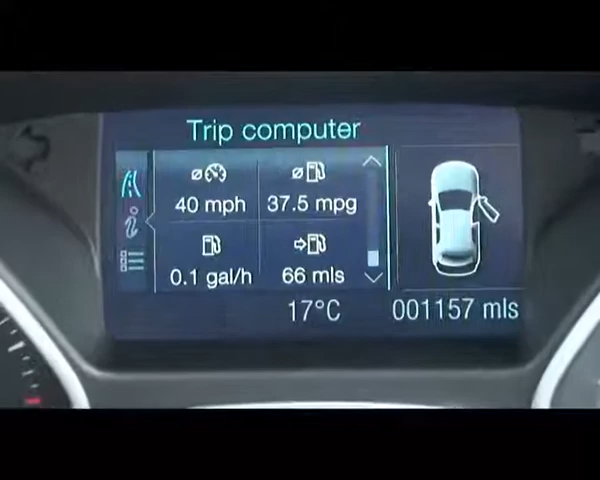 Trip computer
40 mph 37.5 mpg
0.1 gal/h 66 mls
17°C 001157 mls